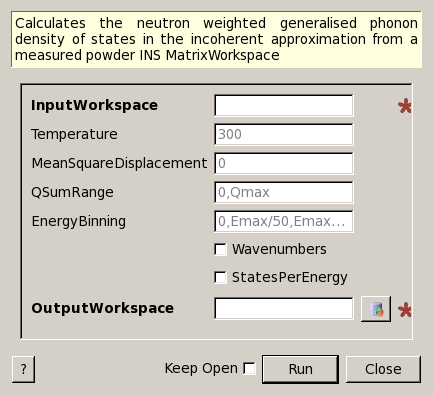 Calculates the neutron weighted generalised phonon
density of states in the incoherent approximation from a
measured powder INS MatrixWorkspace
InputWorkspace *
Temperature 300
MeanSquareDisplacement 0
QSumRange 0,Qmax
EnergyBinning 0,Emax/50,Emax...
Wavenumbers
StatesPerEnergy
OutputWorkspace *
? Keep Open Run Close